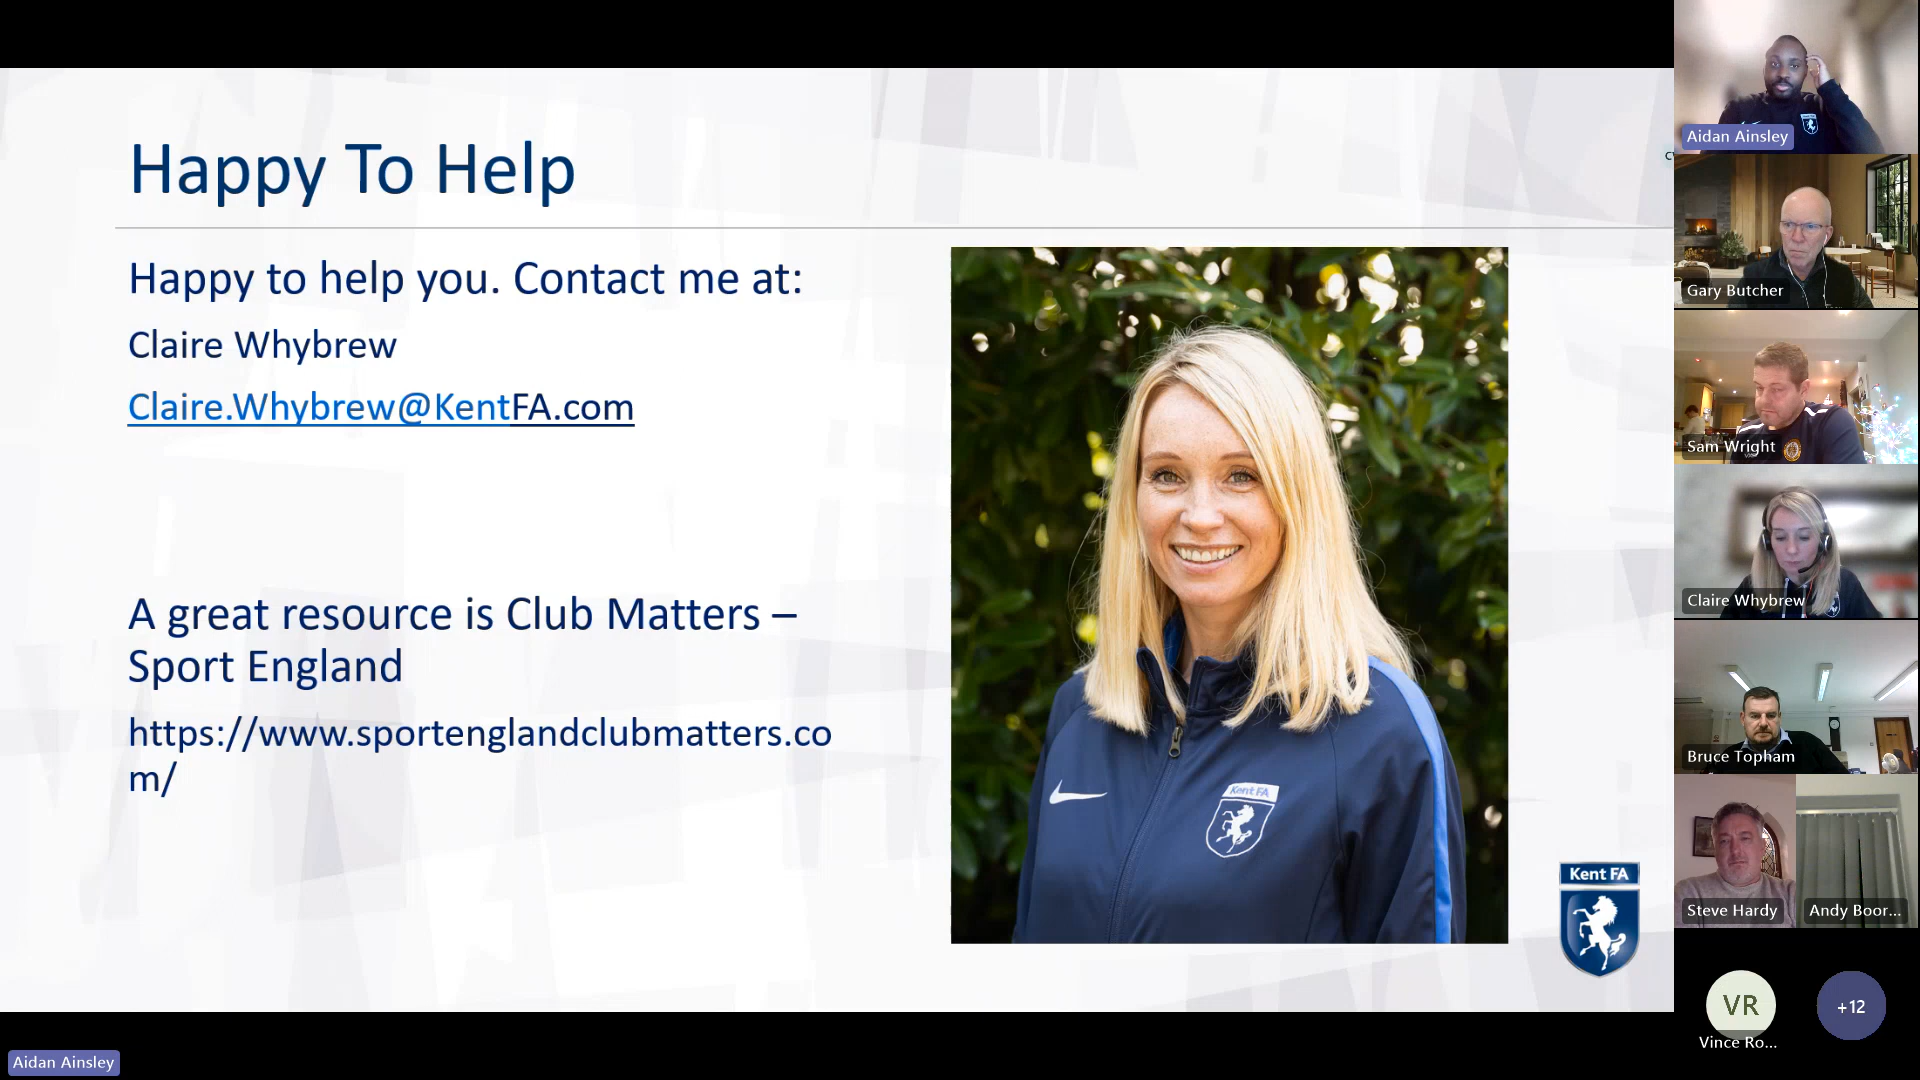 Happy To Help
Happy to help you. Contact me at:
Claire Whybrew
Claire.Whybrew@KentFA.com
A great resource is Club Matters –
Sport England
https://www.sportenglandclubmatters.co
m/
Kent FA
Kent FA
Aidan Ainsley
Gary Butcher
Sam Wright
Claire Whybrew
Bruce Topham
Steve Hardy
Andy Boor...
VR
+12
Vince Ro...
Aidan Ainsley